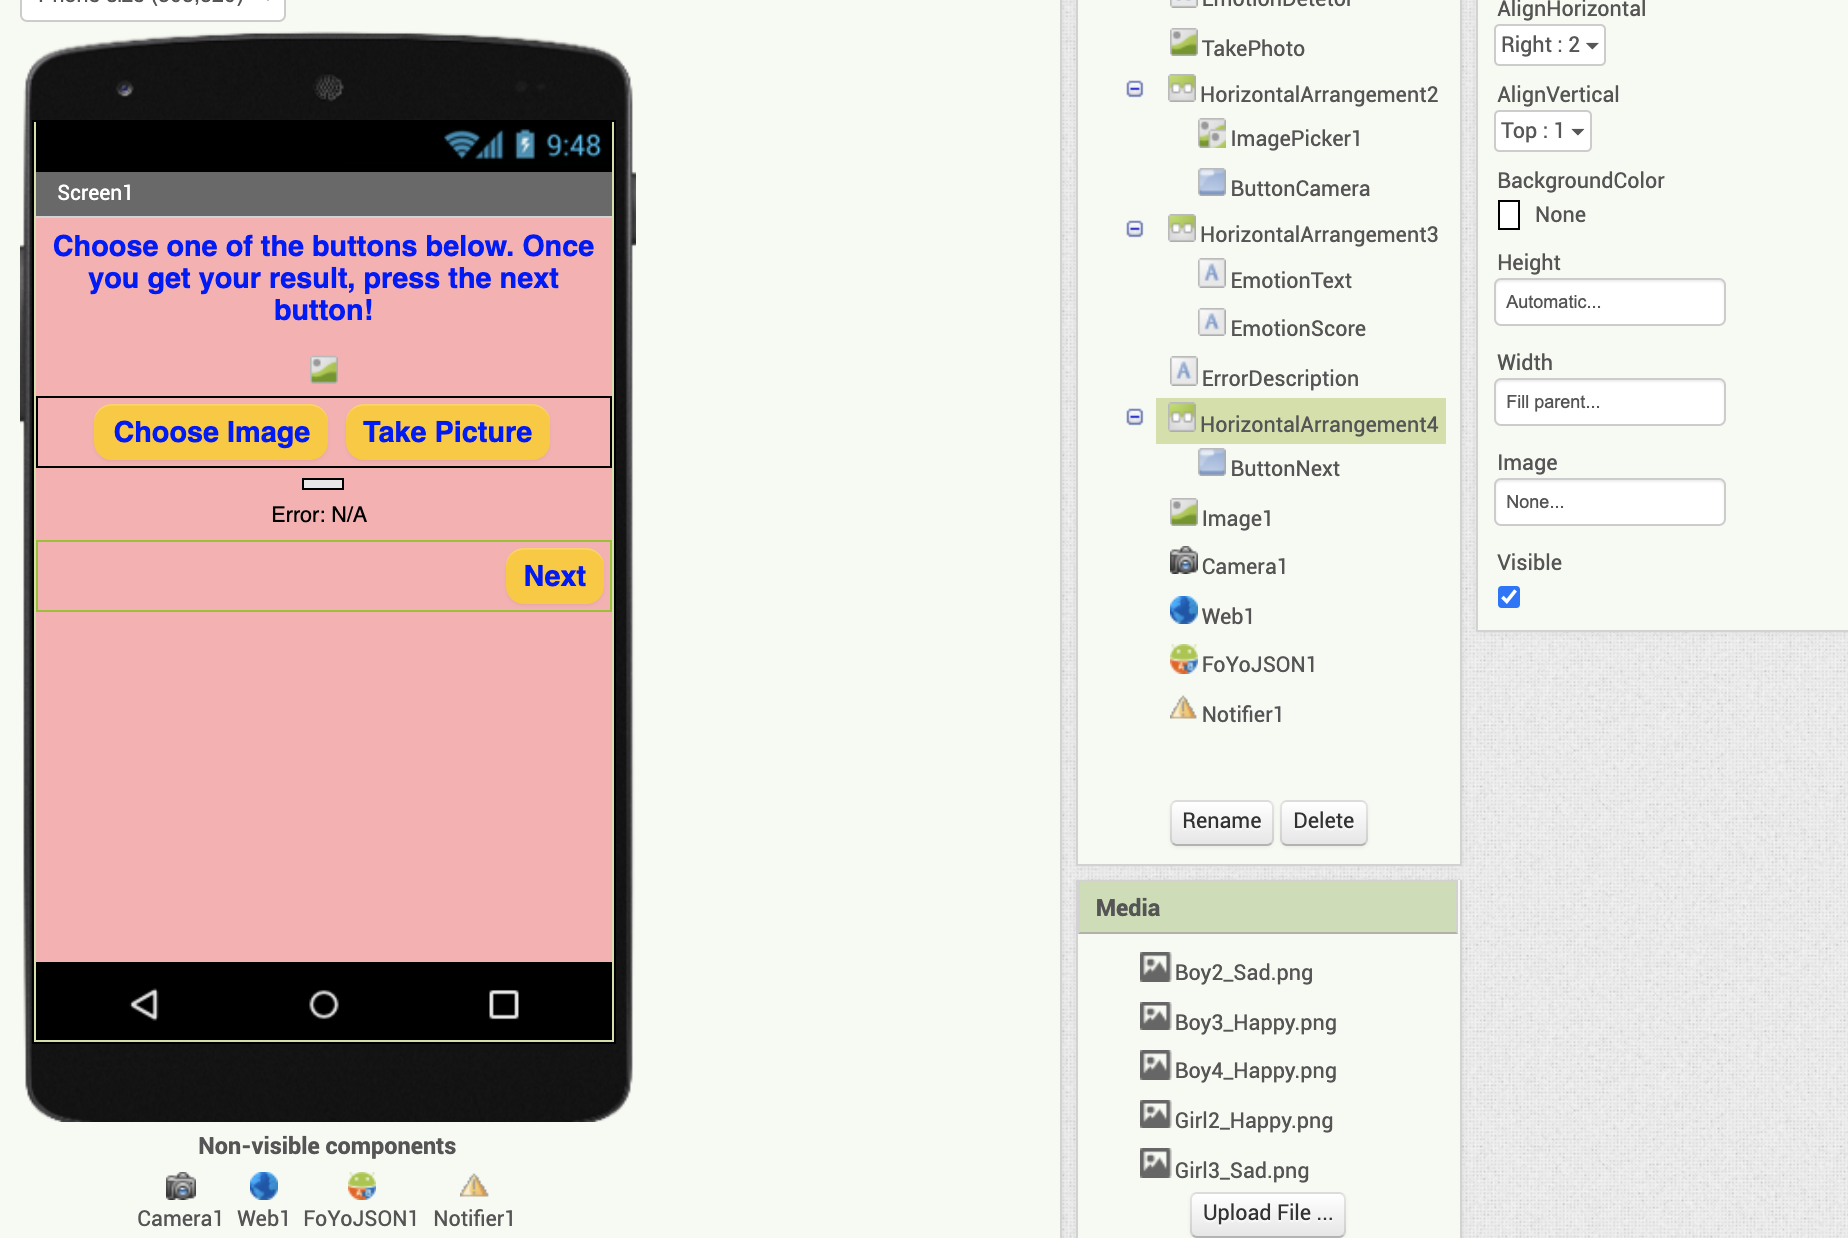 9:48
Screen1
Choose one of the buttons below. Once
you get your result, press the next
button!
Choose Image
Take Picture
Error: N/A
Next
Non-visible components
Camera1
Web1
FoYoJSON1
Notifier1
TakePhoto
HorizontalArrangement2
ImagePicker1
ButtonCamera
HorizontalArrangement3
EmotionText
EmotionScore
ErrorDescription
HorizontalArrangement4
ButtonNext
Image1
Camera1
Web1
FoYoJSON1
Notifier1
Rename
Delete
Media
Boy2_Sad.png
Boy3_Happy.png
Boy4_Happy.png
Girl2_Happy.png
Girl3_Sad.png
Upload File ...
AlignHorizontal
Right : 2
AlignVertical
Top : 1
BackgroundColor
None
Height
Automatic...
Width
Fill parent...
Image
None...
Visible